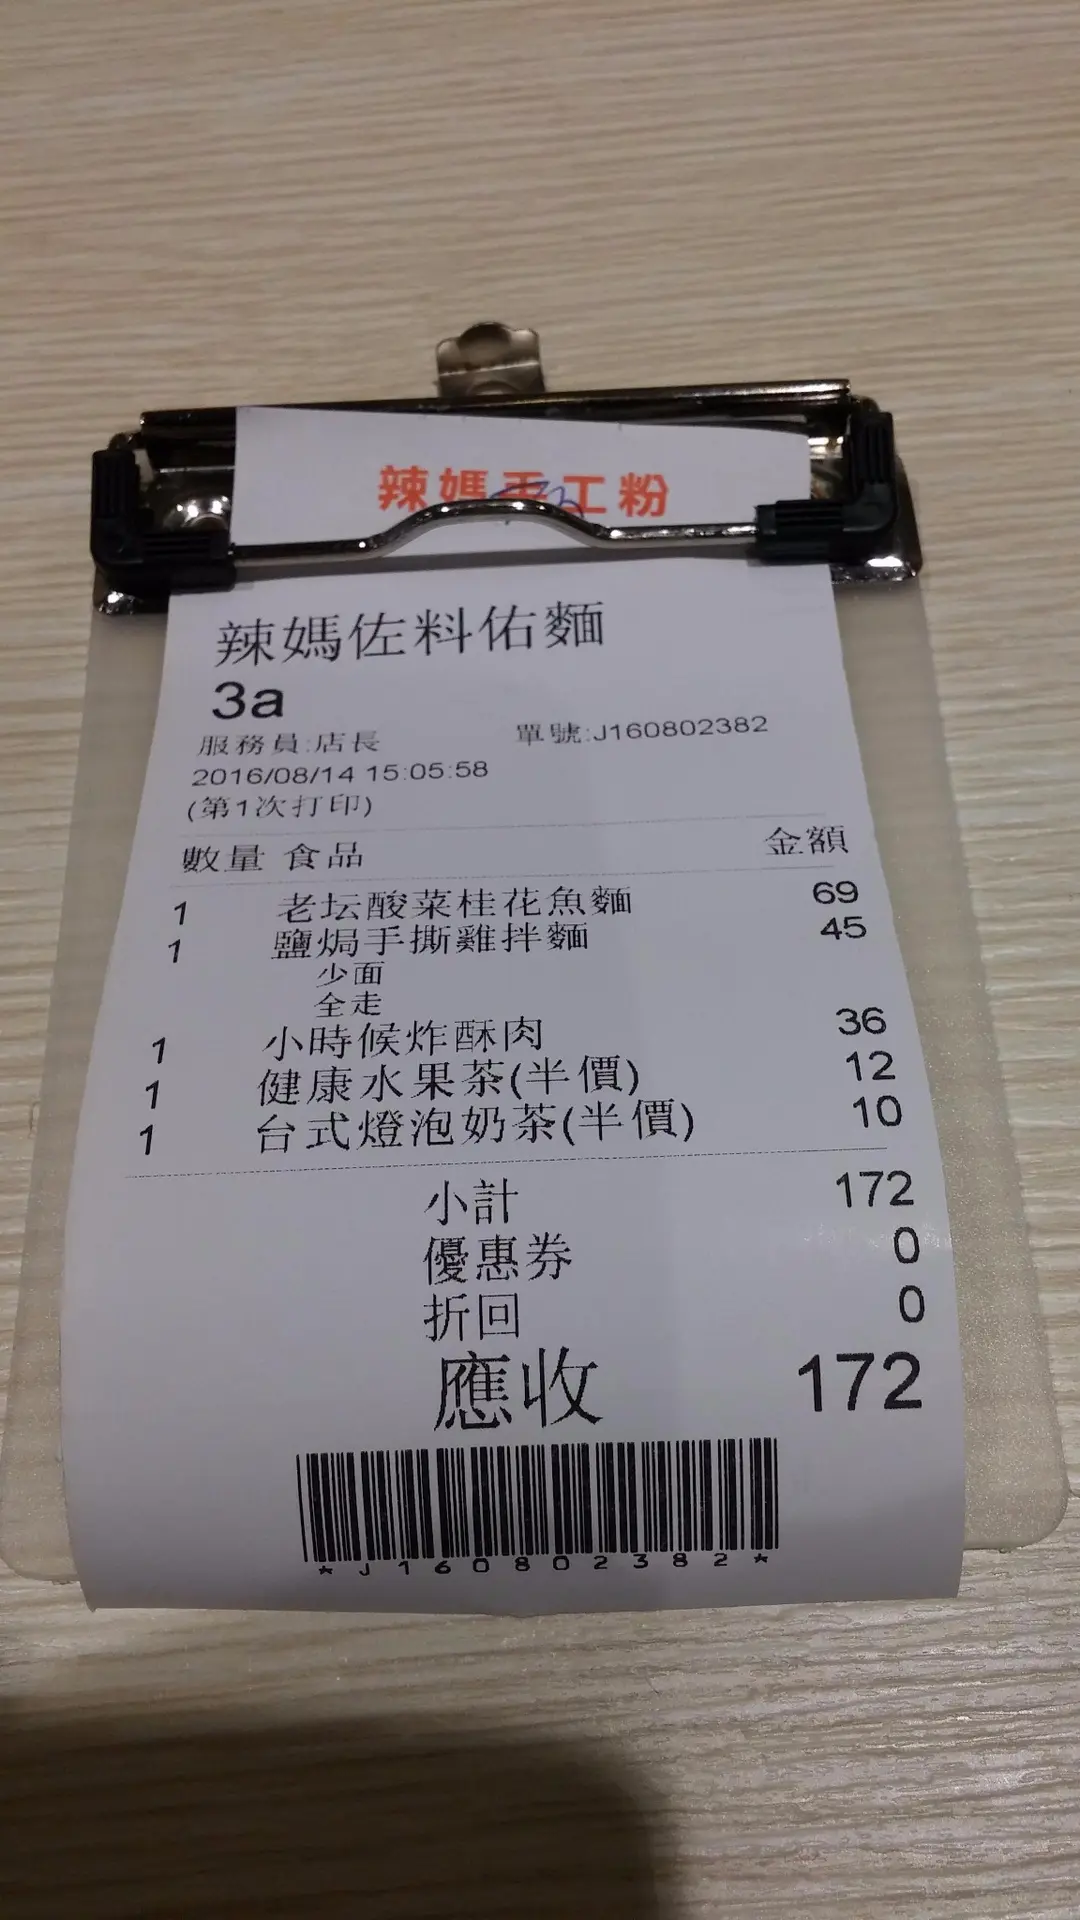 辣媽手工粉
辣媽佐料佑麵
3a
服務員:店長 單號:J160802382
2016/08/14 15:05:58
(第1次打印)
數量 食品 金額
1 老坛酸菜桂花魚麵 69
1 鹽焗手撕雞拌麵 45
少面
全走
1 小時候炸酥肉 36
1 健康水果茶(半價) 12
1 台式燈泡奶茶(半價) 10
小計 172
優惠券 0
折回 0
應收 172
*J160802382*